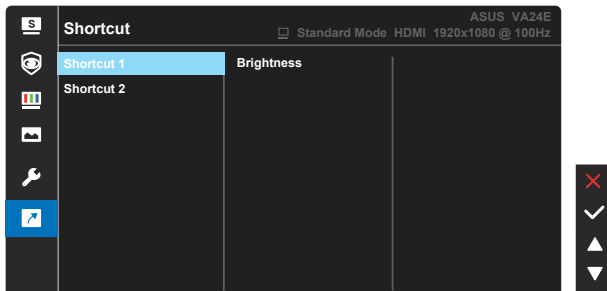 S
Shortcut
ASUS VA24E
Standard Mode HDMI 1920x1080 @ 100Hz
Shortcut 1
Brightness
Shortcut 2